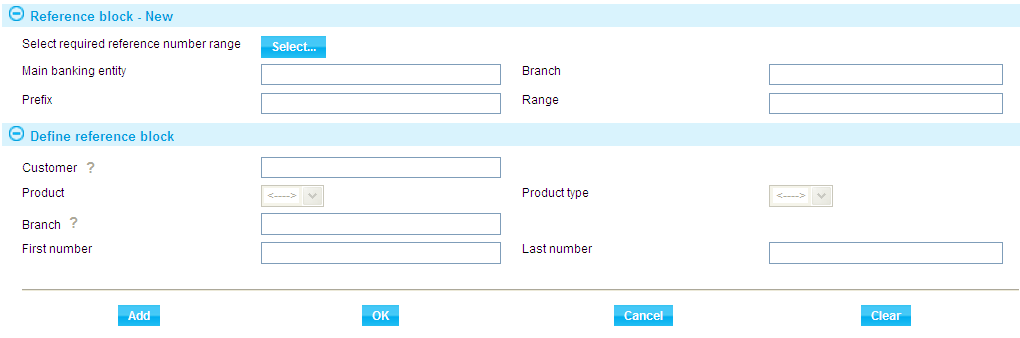 Reference block - New
Select required reference number range Select...
Main banking entity Branch
Prefix Range
Define reference block
Customer ?
Product <----> Product type <---->
Branch ?
First number Last number
Add OK Cancel Clear